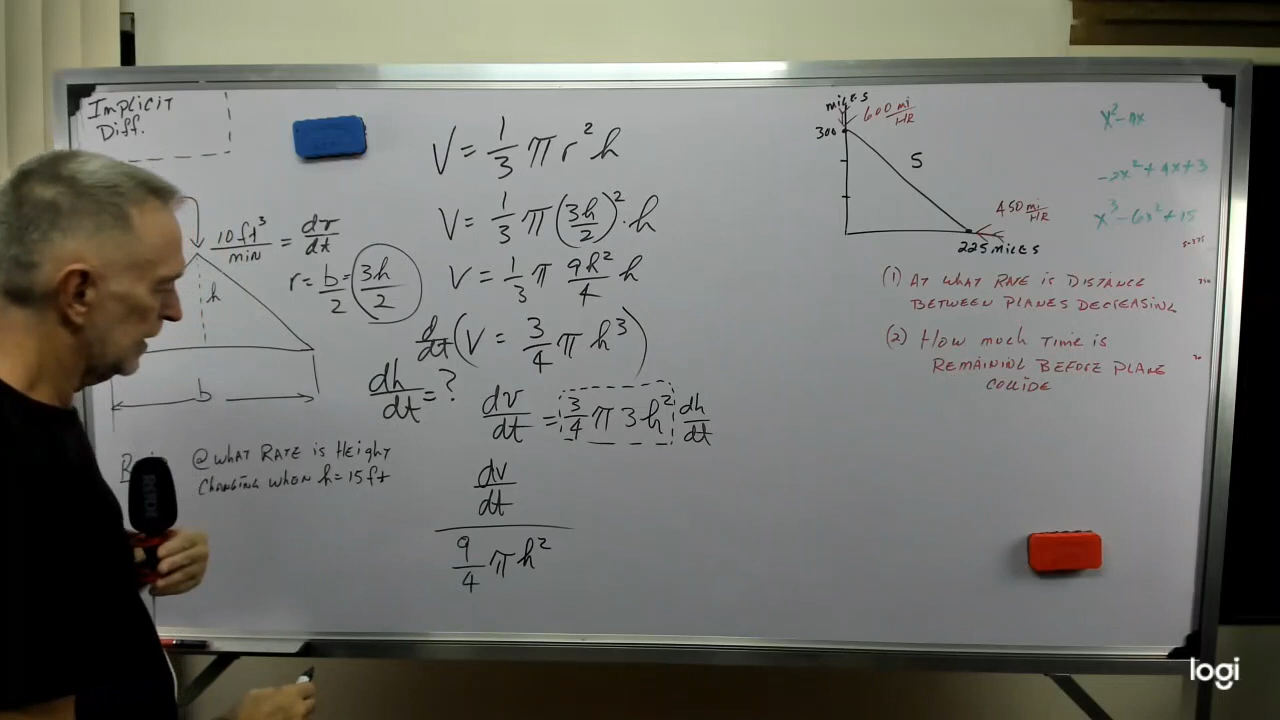 Implicit
Diff.
10 ft³/min = dv/dt
h
r = b/2 = 3h/2
b
@ WHAT RATE IS HEIGHT
CHANGING WHEN h = 15 ft
V = 1/3 π r² h
V = 1/3 π (3h/2)² · h
V = 1/3 π 9h²/4 h
d/dt (V = 3/4 π h³)
dh/dt = ?
dv/dt = 3/4 π 3h² dh/dt
dv/dt
9/4 π h²
miles
600 mi/HR
300
S
450 mi/HR
225 miles
(1) AT WHAT RATE IS DISTANCE
BETWEEN PLANES DECREASING
(2) HOW MUCH TIME IS
REMAINING BEFORE PLANE
COLLIDE
x² - 4x
-2x² + 4x + 3
x³ - 6x² + 15
RODE
logi